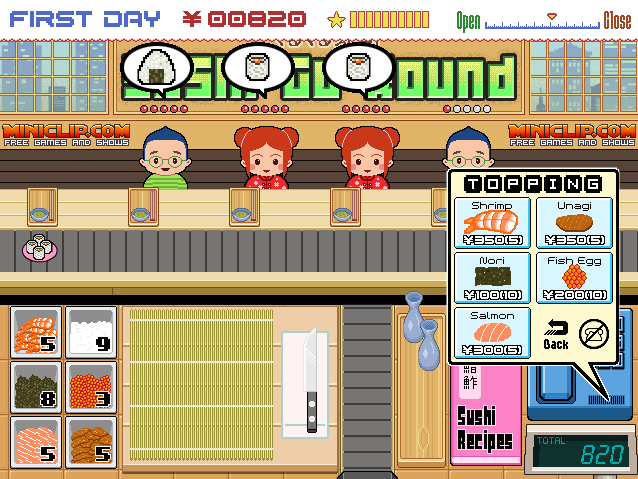 FIRST DAY ¥ 00820 Open Close
Sushi Go Round
MINICLIP.COM
FREE GAMES AND SHOWS
MINICLIP.COM
FREE GAMES AND SHOWS
TOPPING
Shrimp
¥350(5)
Unagi
¥350(5)
Nori
¥100(10)
Fish Egg
¥200(10)
Salmon
¥300(5)
Back
5
9
8
3
5
5
Sushi
Recipes
TOTAL
820